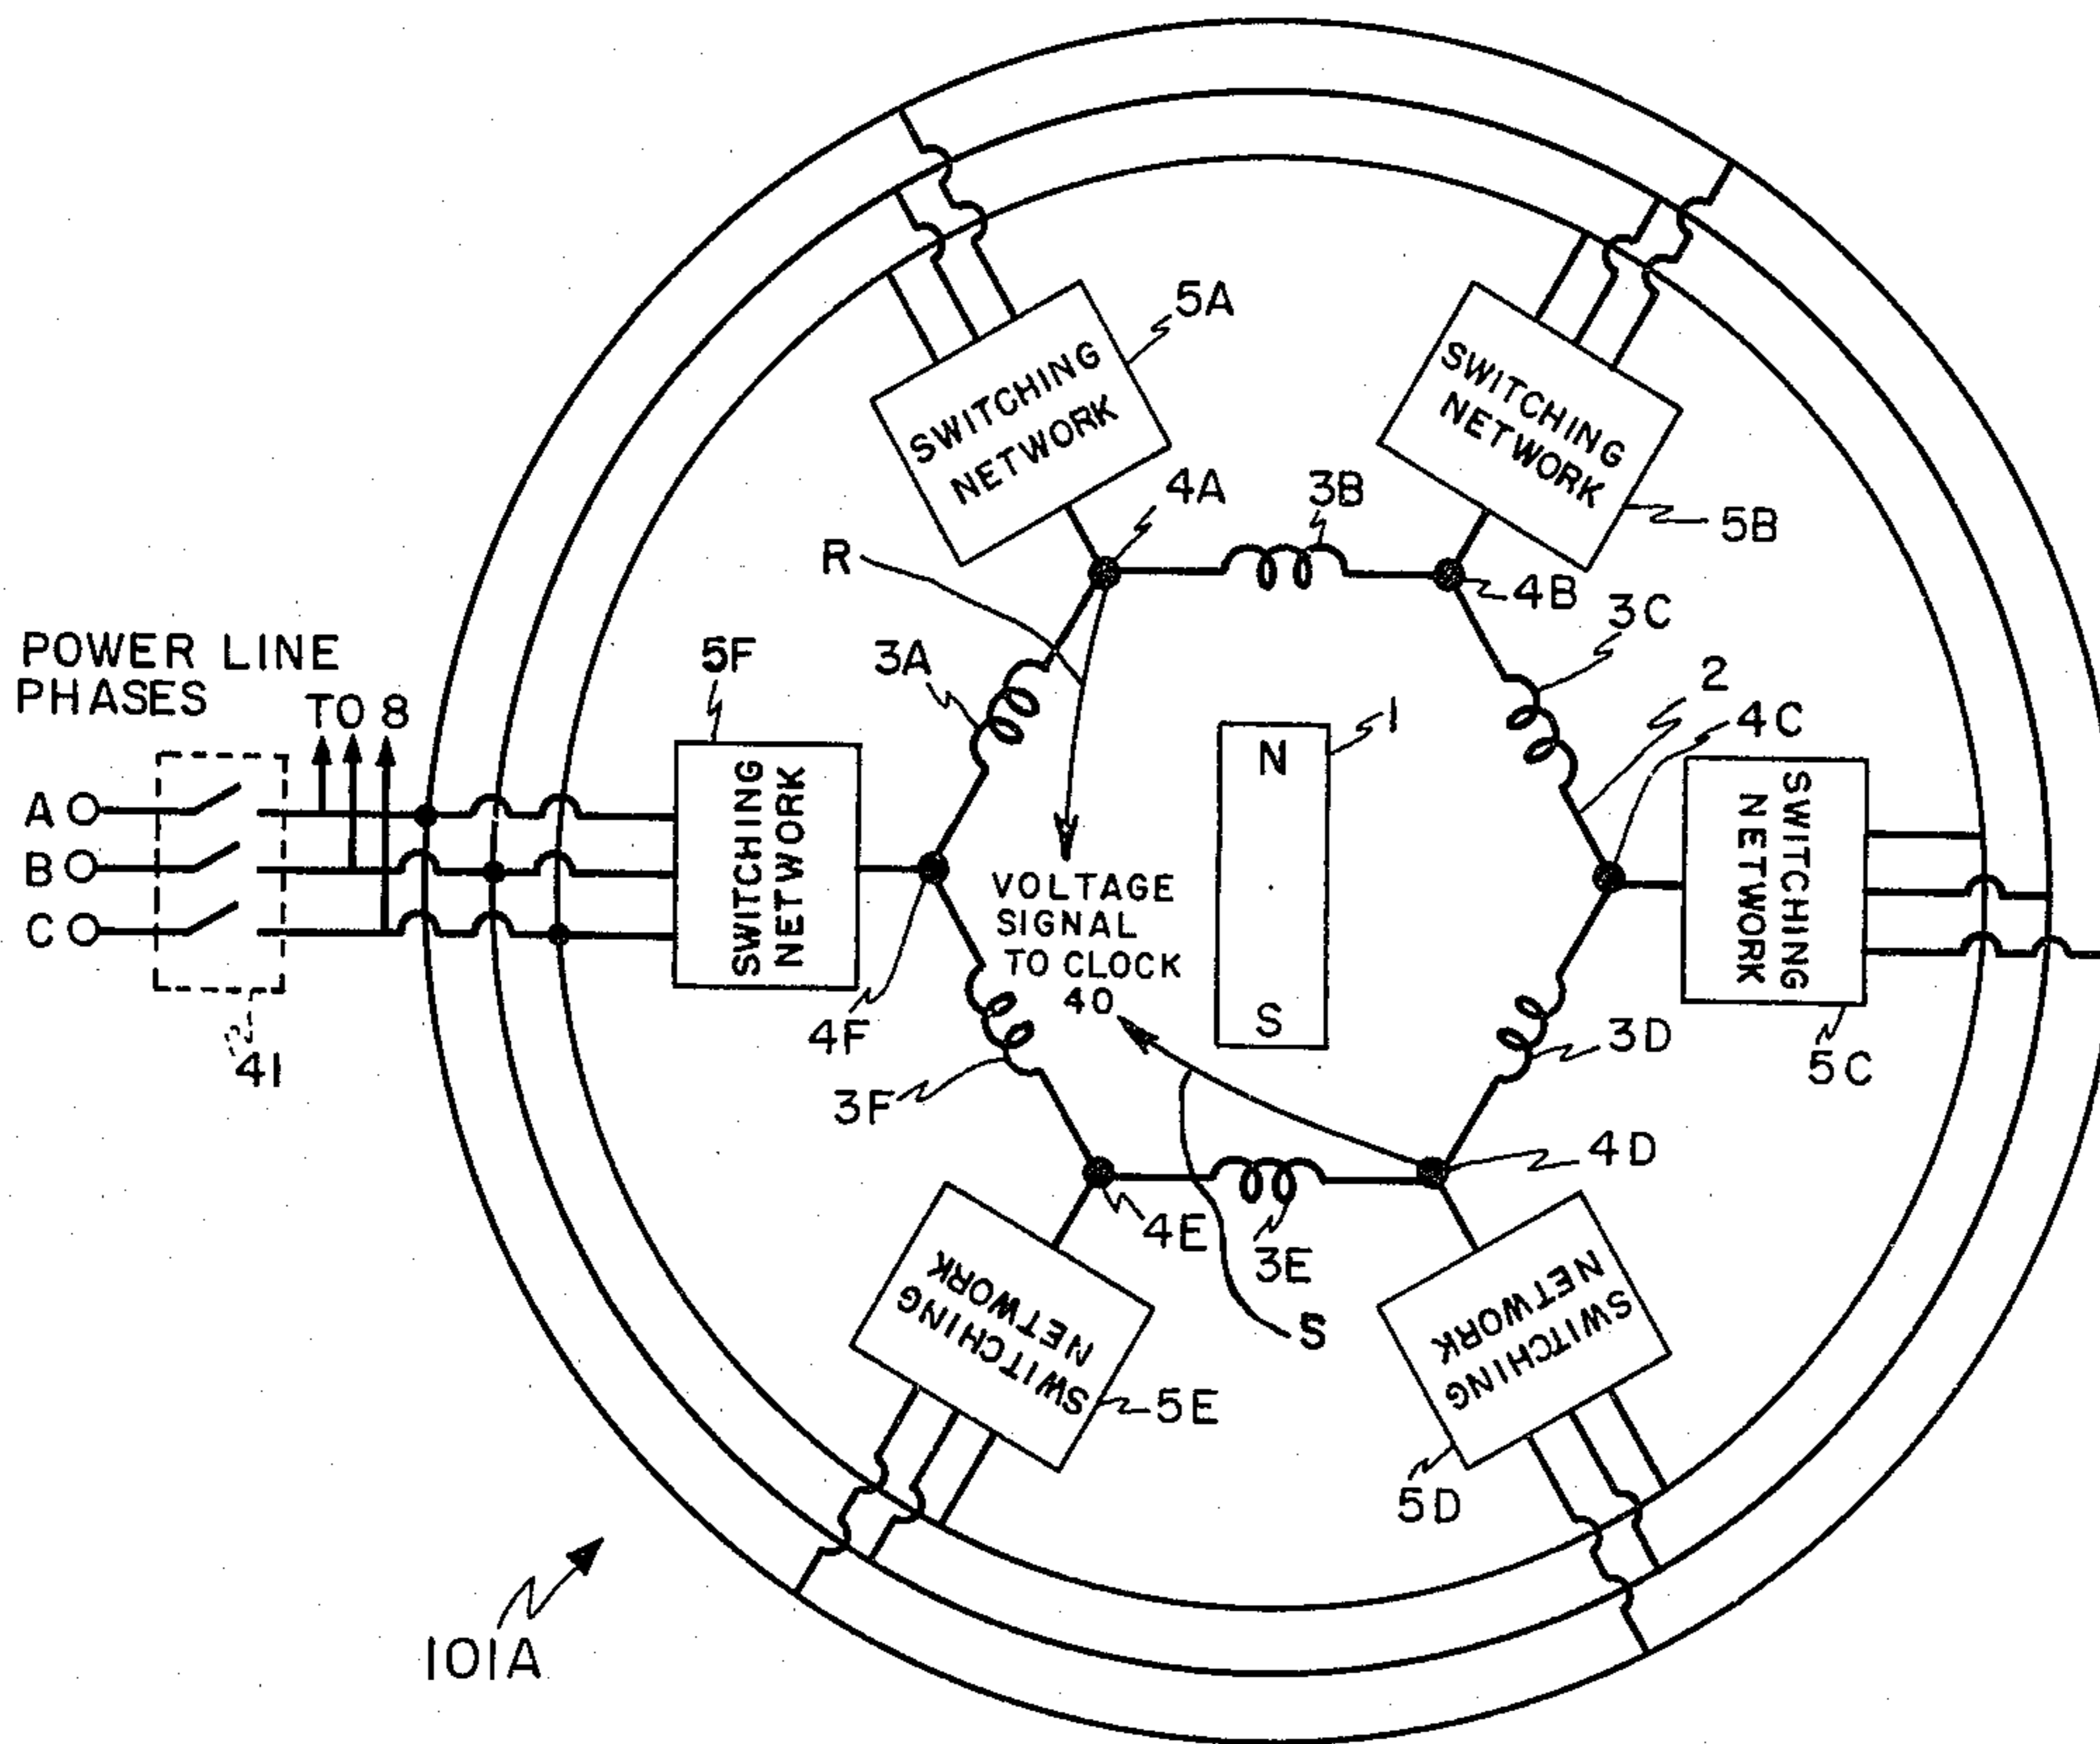 5A
SWITCHING
NETWORK
SWITCHING
NETWORK
5B
4A
3B
R
4B
3C
POWER LINE
PHASES
TO 8
5F
3A
2
4C
1
N
A
B
C
SWITCHING
NETWORK
SWITCHING
NETWORK
VOLTAGE
SIGNAL
TO CLOCK
40
S
41
4F
3F
3D
5C
4D
4E
3E
S
SWITCHING
NETWORK
5E
SWITCHING
NETWORK
5D
101A